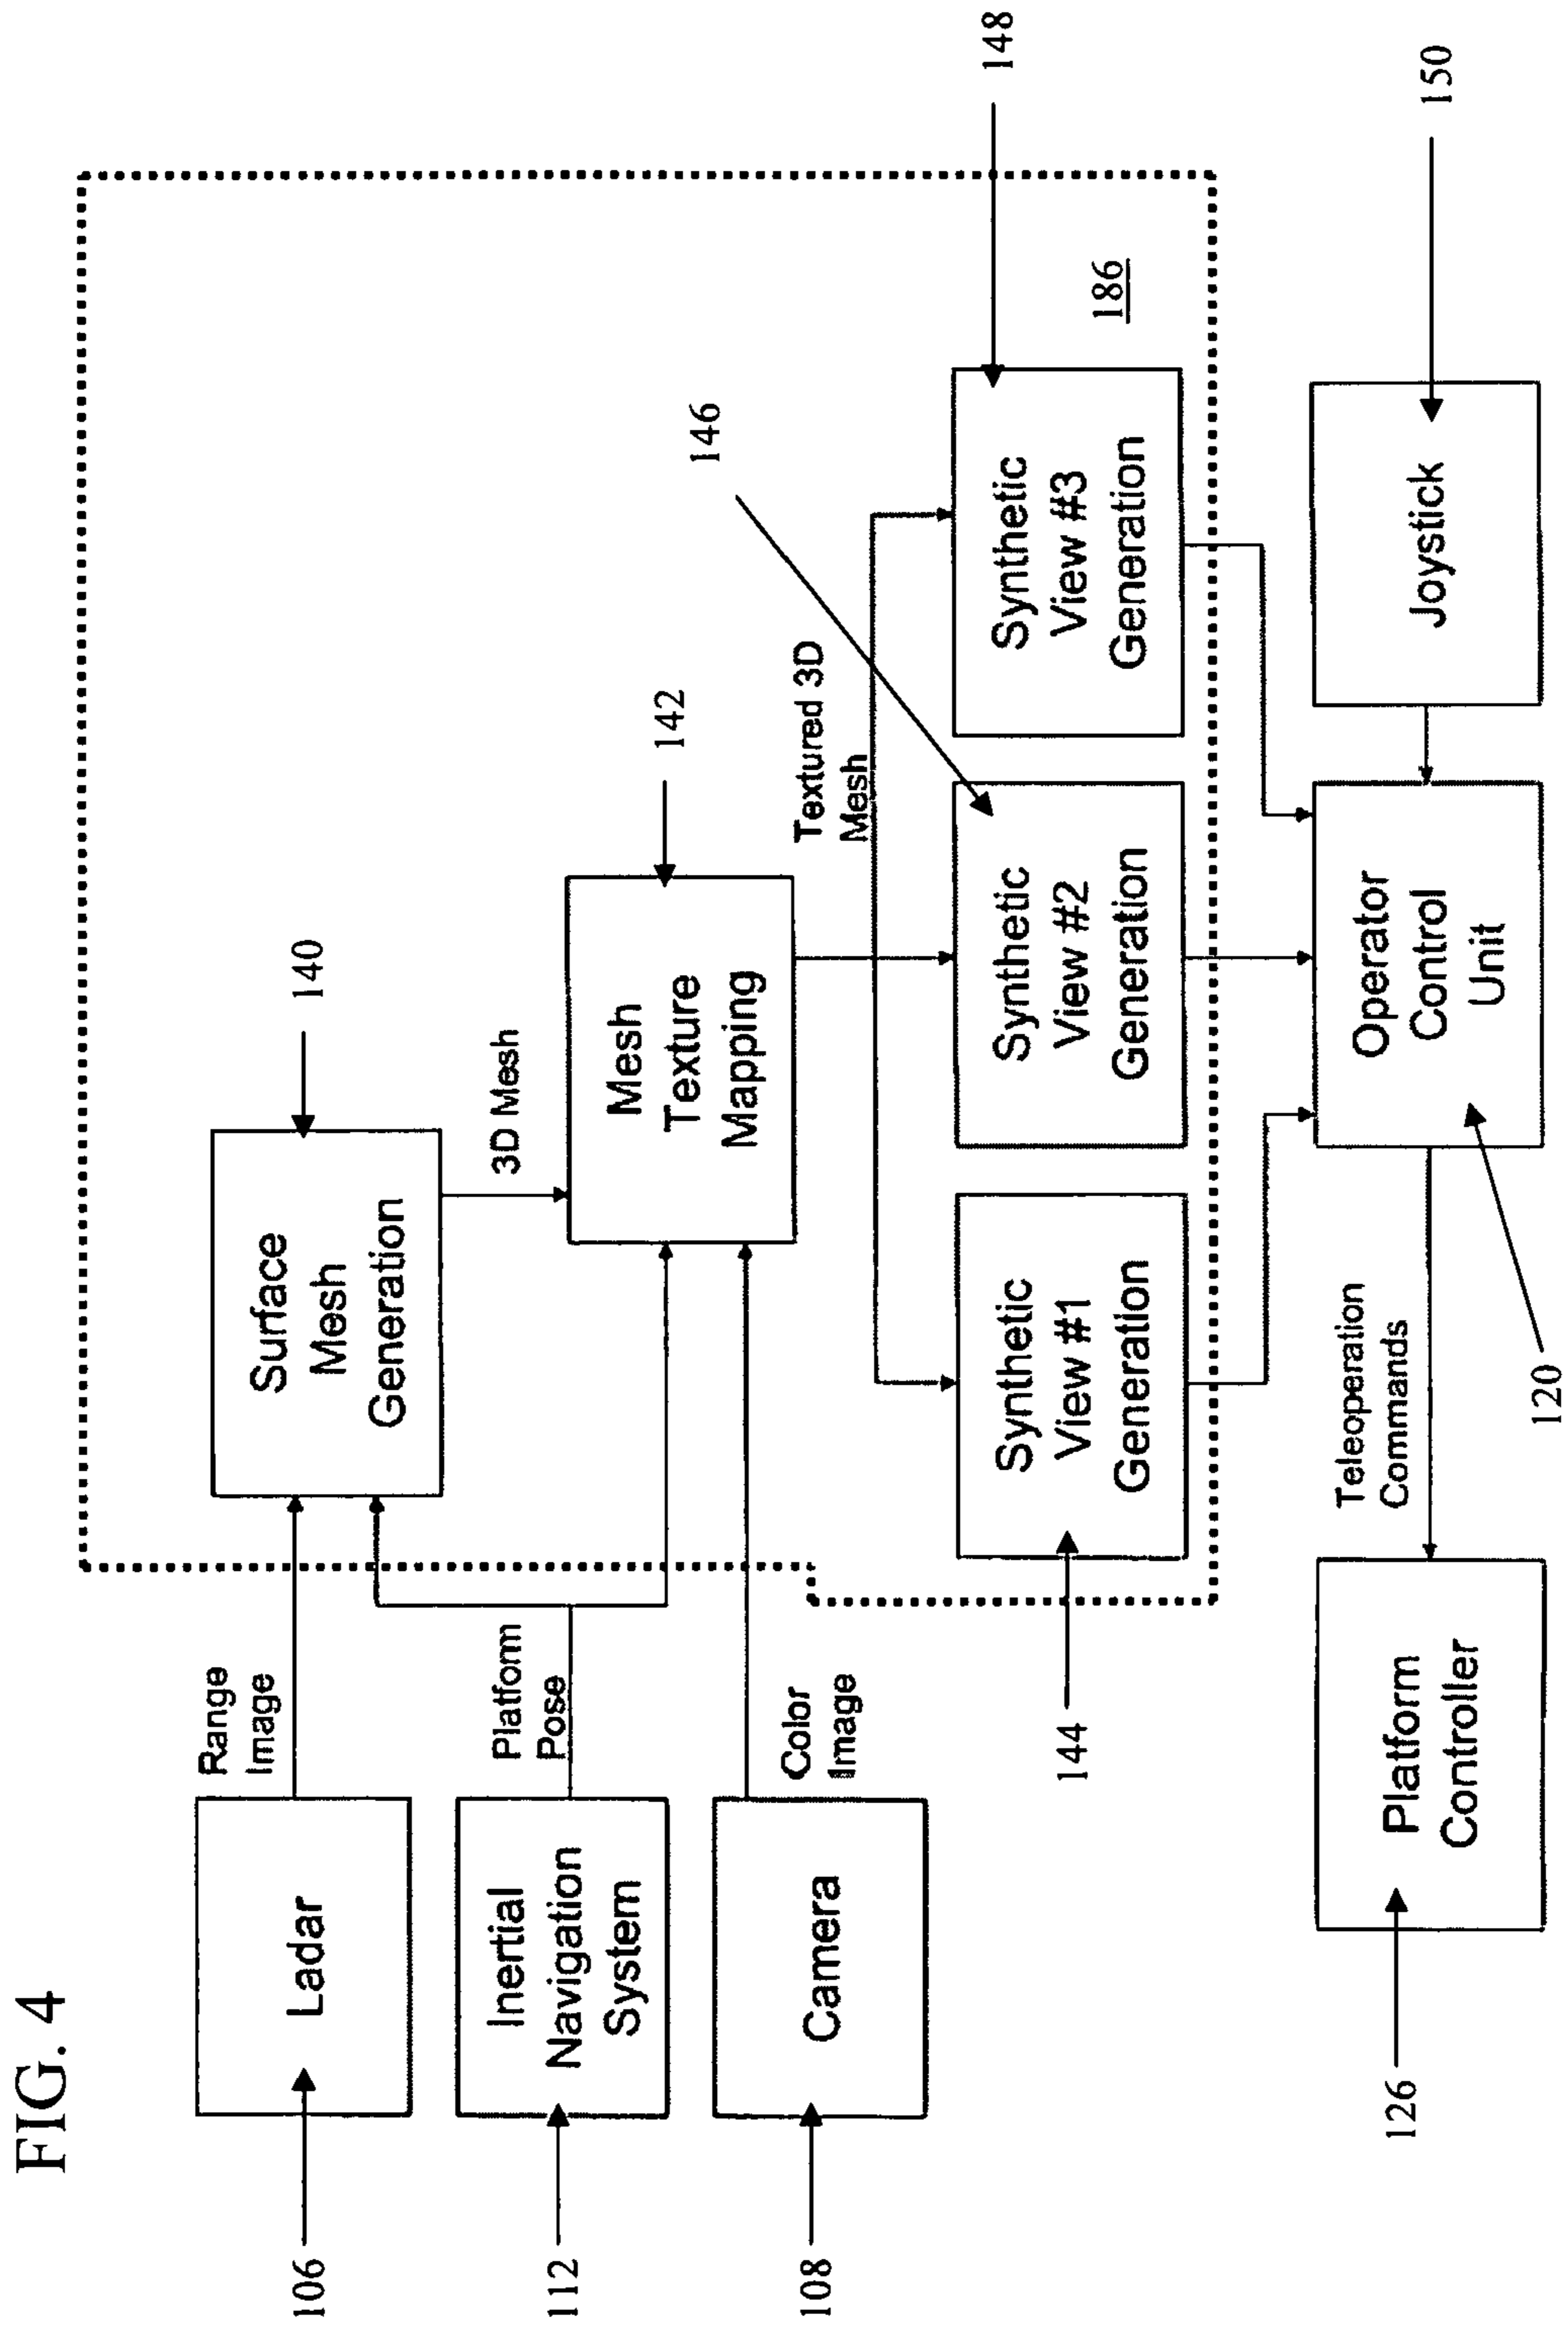 FIG. 4
106
Ladar
Range
Image
112
Inertial
Navigation
System
Platform
Pose
108
Camera
Color
Image
140
Surface
Mesh
Generation
3D Mesh
142
Mesh
Texture
Mapping
Textured 3D
Mesh
144
Synthetic
View #1
Generation
146
Synthetic
View #2
Generation
148
Synthetic
View #3
Generation
186
126
Platform
Controller
Teleoperation
Commands
120
Operator
Control
Unit
150
Joystick